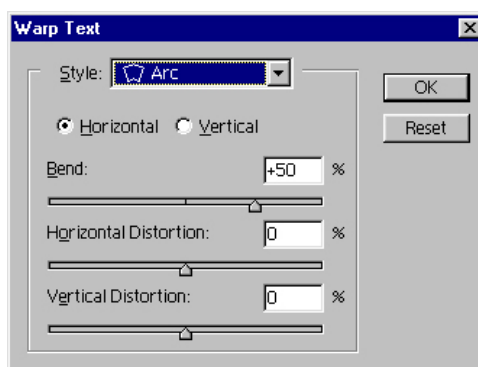 Warp Text
Style: Arc
OK
Horizontal Vertical
Reset
Bend: +50 %
Horizontal Distortion: 0 %
Vertical Distortion: 0 %